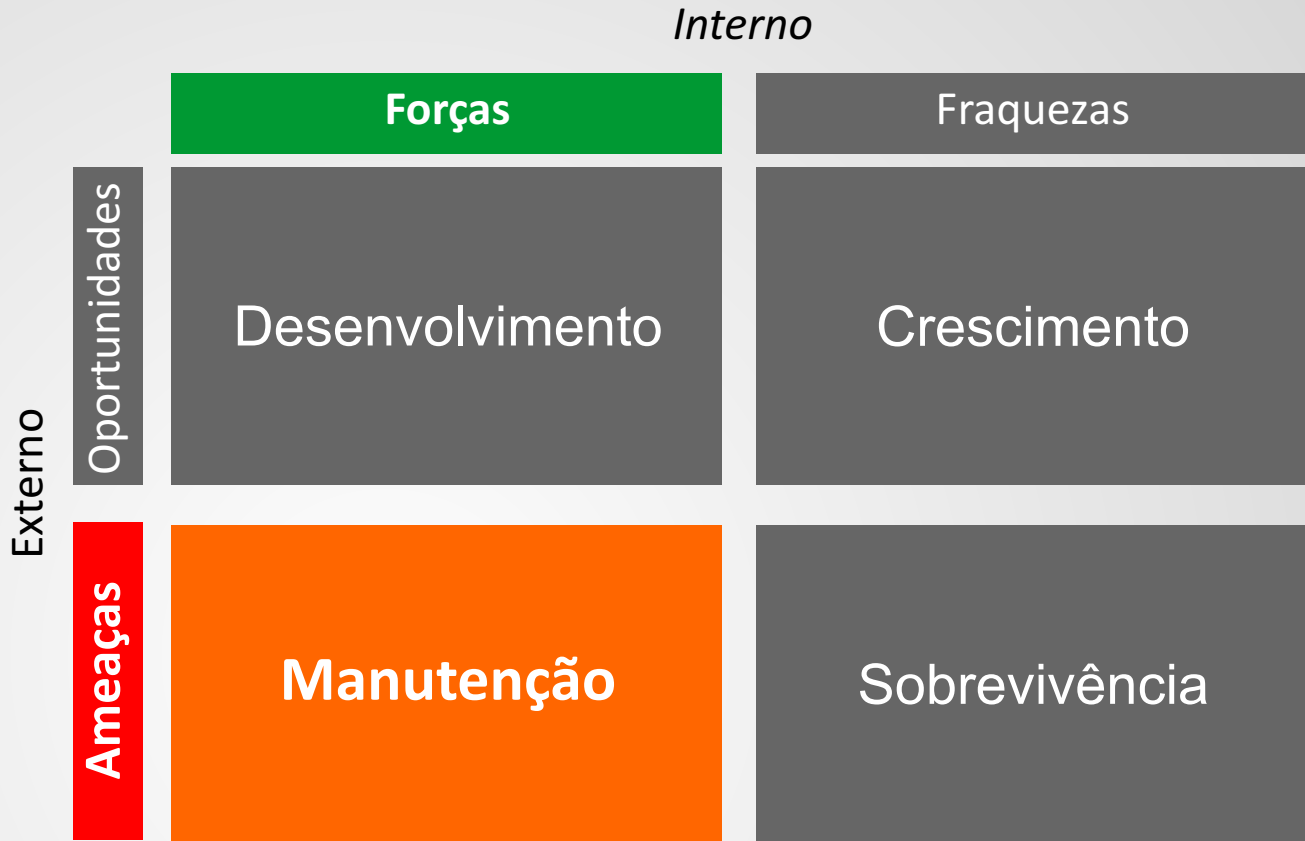 Interno
Forças
Fraquezas
Externo
Oportunidades
Desenvolvimento
Crescimento
Ameaças
Manutenção
Sobrevivência